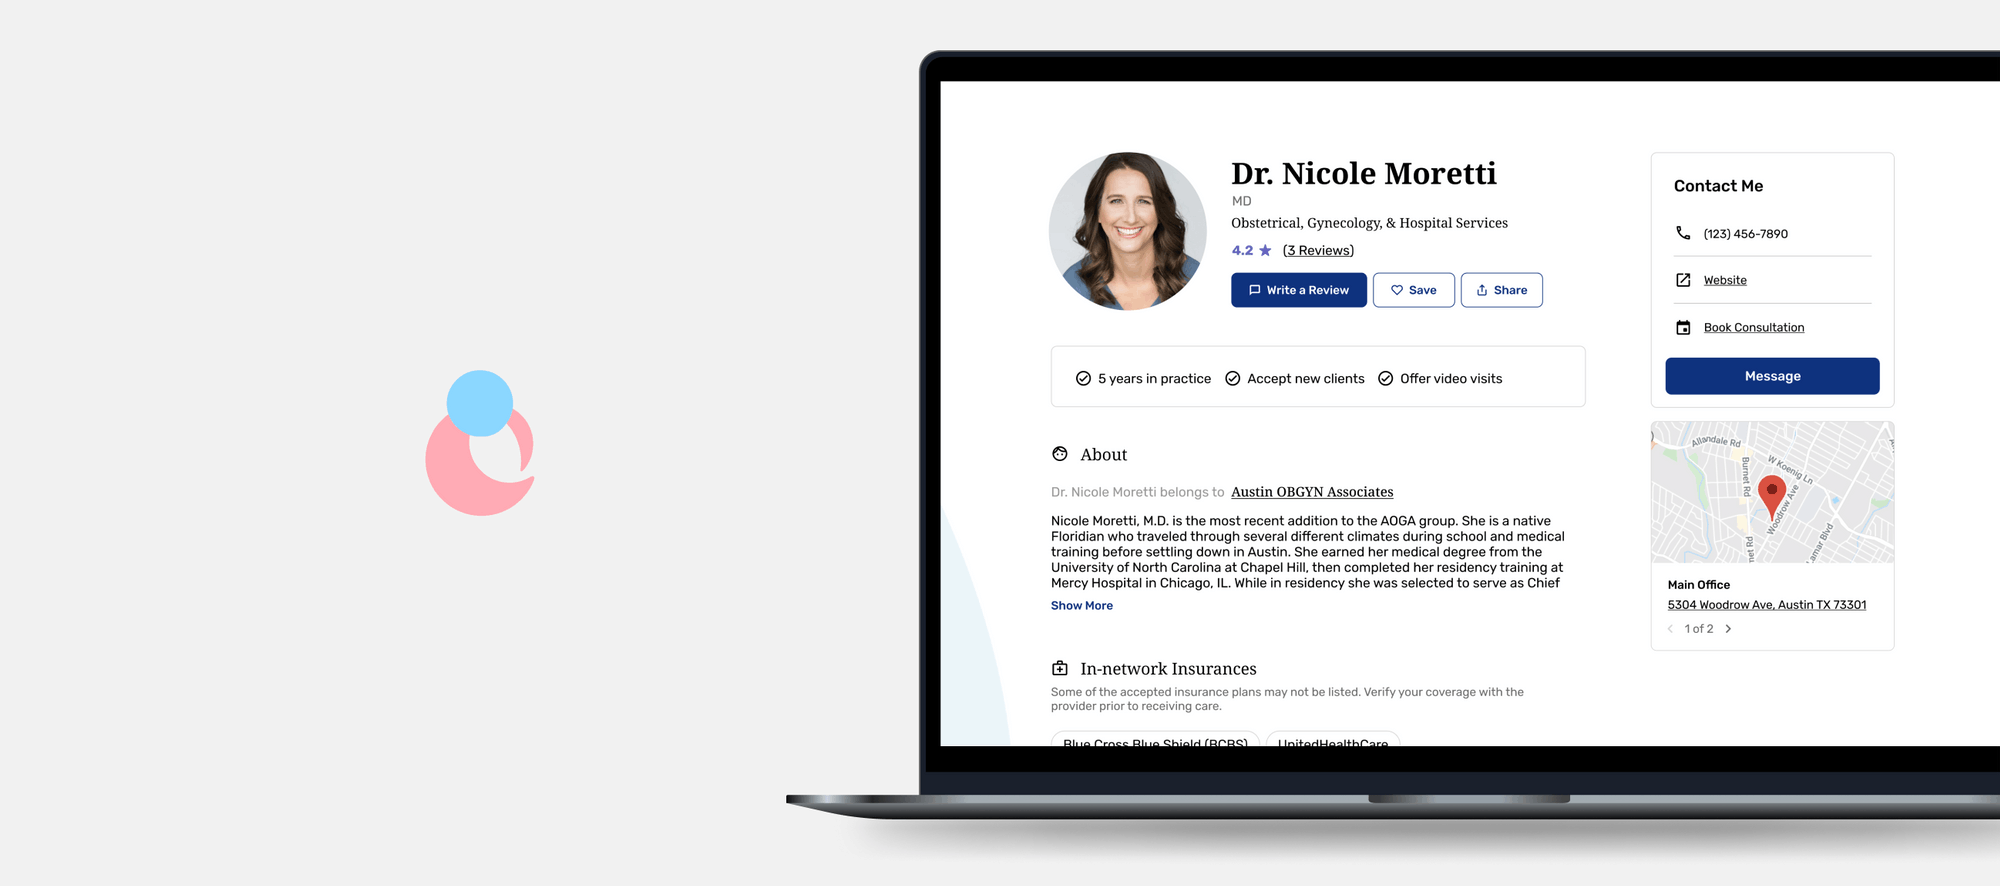 Dr. Nicole Moretti
MD
Obstetrical, Gynecology, & Hospital Services
4.2 (3 Reviews)
Write a Review Save Share
5 years in practice Accept new clients Offer video visits
About
Dr. Nicole Moretti belongs to Austin OBGYN Associates
Nicole Moretti, M.D. is the most recent addition to the AOGA group. She is a native
Floridian who traveled through several different climates during school and medical
training before settling down in Austin. She earned her medical degree from the
University of North Carolina at Chapel Hill, then completed her residency training at
Mercy Hospital in Chicago, IL. While in residency she was selected to serve as Chief
Show More
In-network Insurances
Some of the accepted insurance plans may not be listed. Verify your coverage with the
provider prior to receiving care.
Blue Cross Blue Shield (BCBS) UnitedHealthCare
Contact Me
(123) 456-7890
Website
Book Consultation
Message
Allandale Rd
Burnet Rd
W Koenig Ln
Woodrow Ave
amar Blvd
net Rd
Main Office
5304 Woodrow Ave, Austin TX 73301
1 of 2